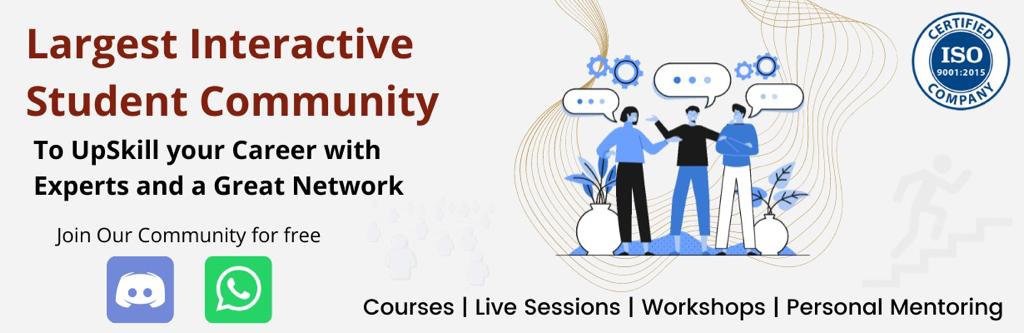 Largest Interactive
Student Community
To UpSkill your Career with
Experts and a Great Network
Join Our Community for free
Courses | Live Sessions | Workshops | Personal Mentoring
CERTIFIED
ISO
9001:2015
COMPANY